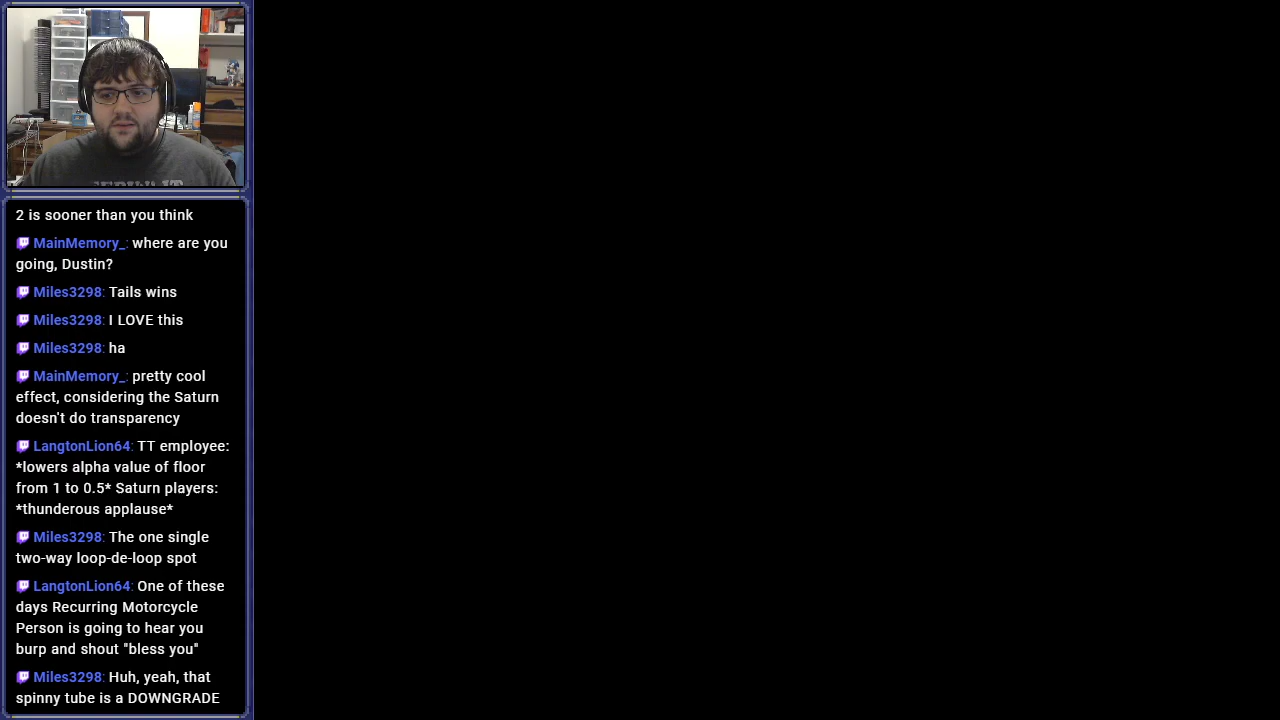 2 is sooner than you think
MainMemory_: where are you
going, Dustin?
Miles3298: Tails wins
Miles3298: I LOVE this
Miles3298: ha
MainMemory_: pretty cool
effect, considering the Saturn
doesn't do transparency
LangtonLion64: TT employee:
*lowers alpha value of floor
from 1 to 0.5* Saturn players:
*thunderous applause*
Miles3298: The one single
two-way loop-de-loop spot
LangtonLion64: One of these
days Recurring Motorcycle
Person is going to hear you
burp and shout "bless you"
Miles3298: Huh, yeah, that
spinny tube is a DOWNGRADE